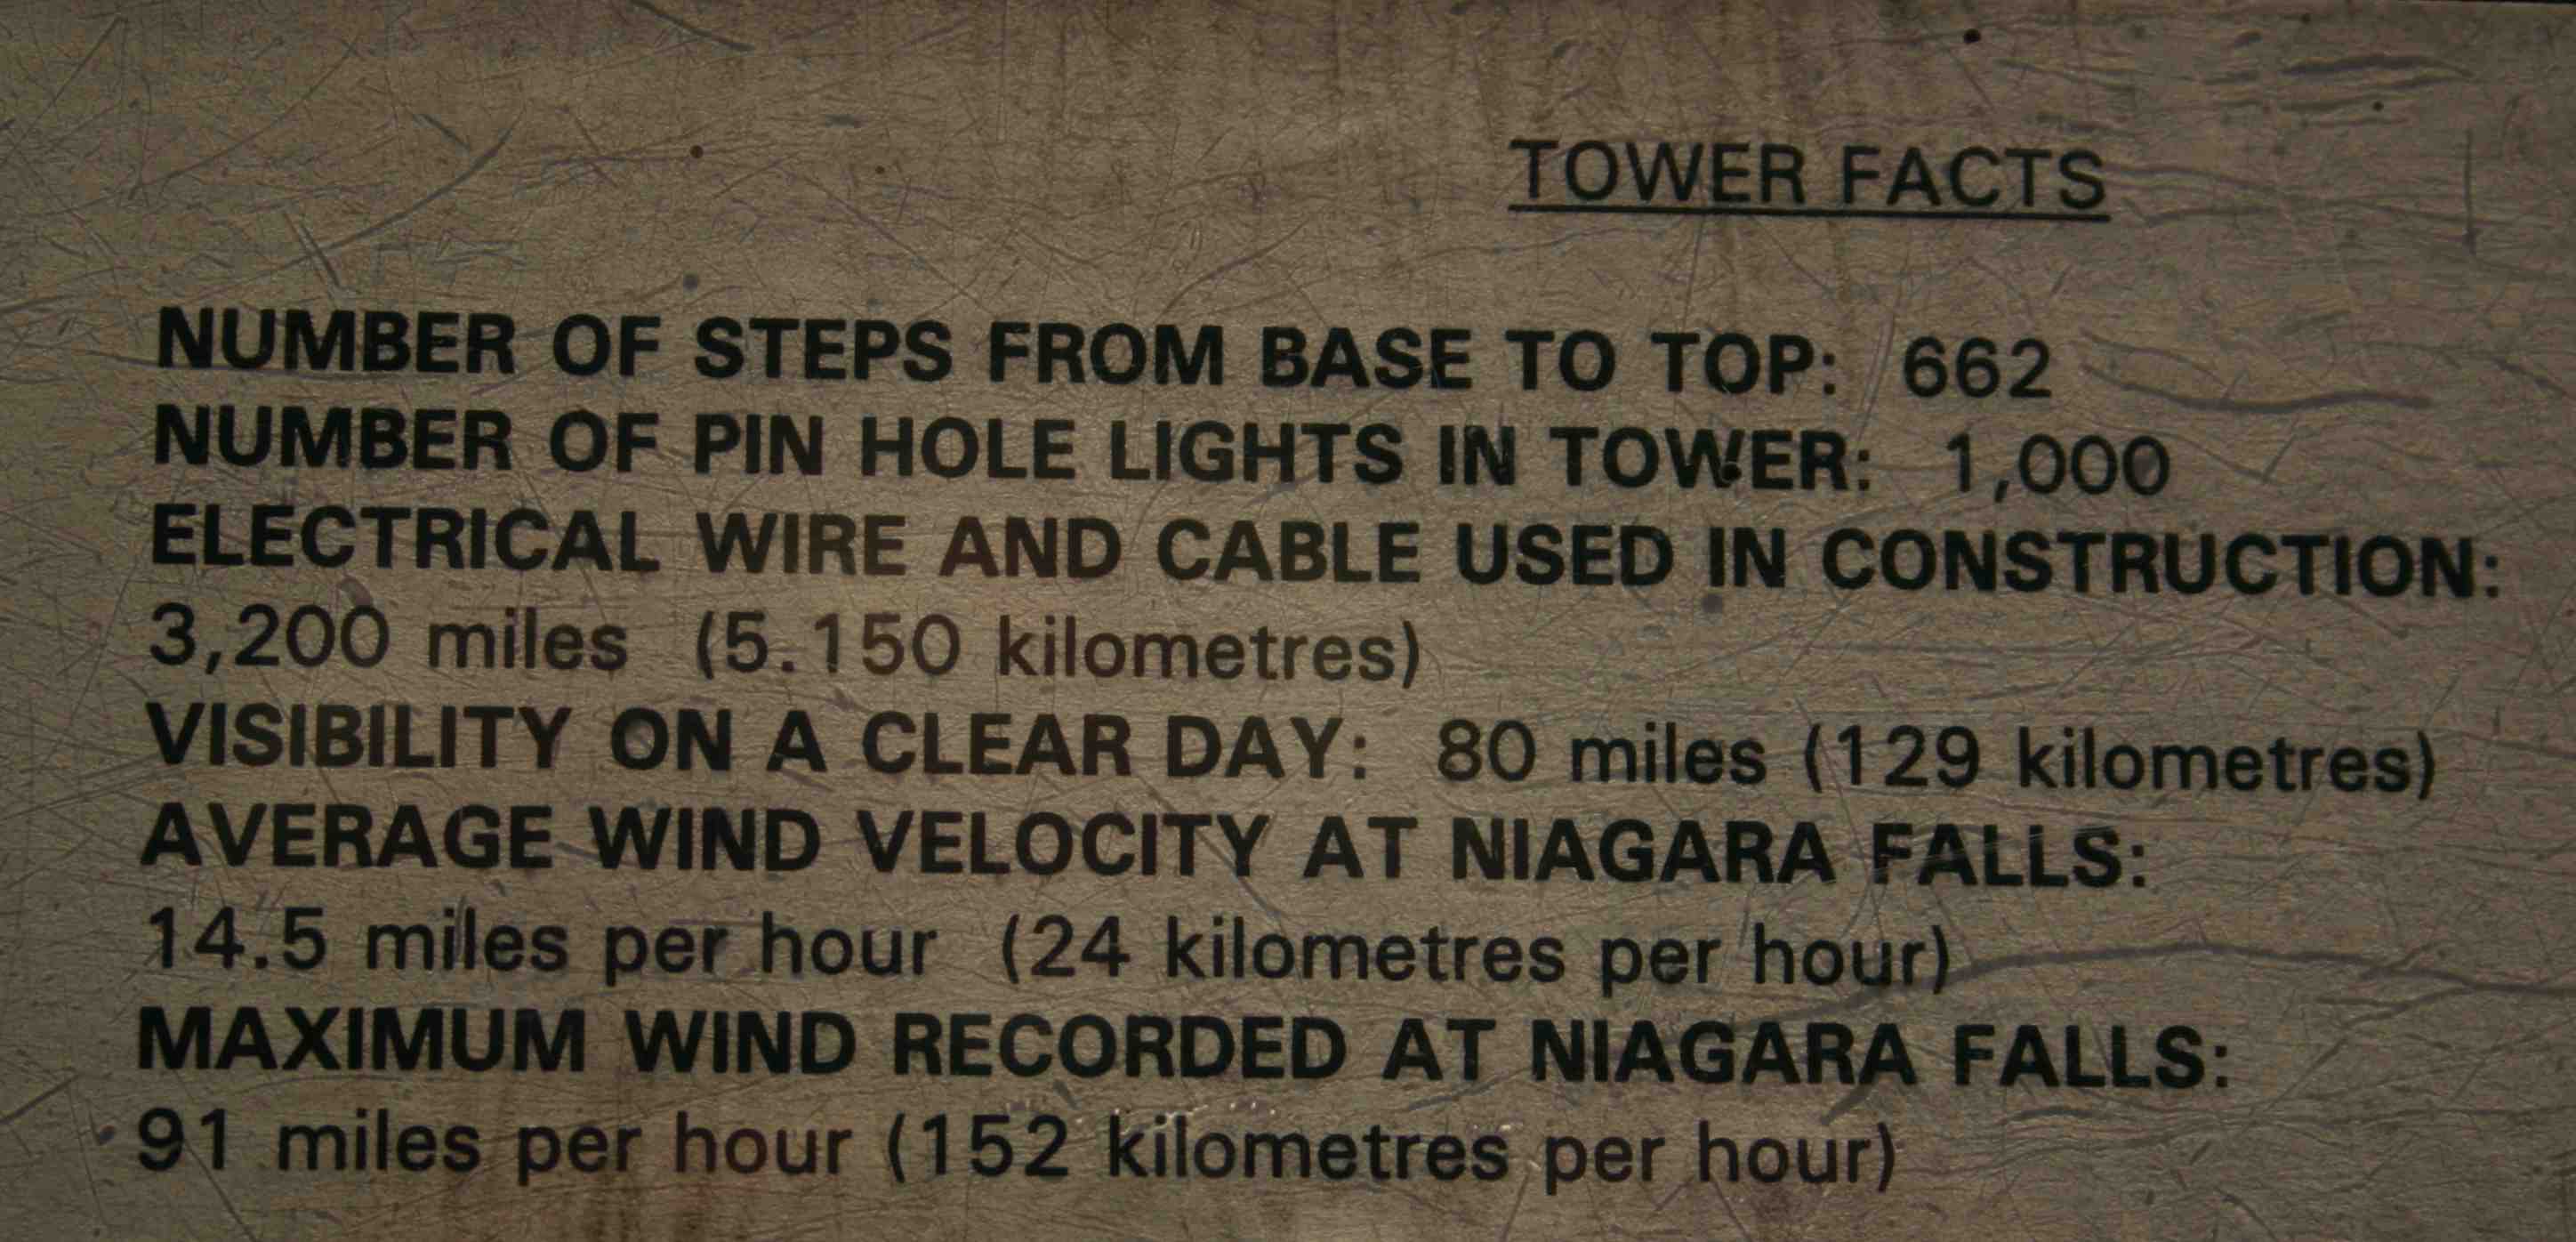 TOWER FACTS
NUMBER OF STEPS FROM BASE TO TOP: 662
NUMBER OF PIN HOLE LIGHTS IN TOWER: 1,000
ELECTRICAL WIRE AND CABLE USED IN CONSTRUCTION:
3,200 miles (5.150 kilometres)
VISIBILITY ON A CLEAR DAY: 80 miles (129 kilometres)
AVERAGE WIND VELOCITY AT NIAGARA FALLS:
14.5 miles per hour (24 kilometres per hour)
MAXIMUM WIND RECORDED AT NIAGARA FALLS:
91 miles per hour (152 kilometres per hour)